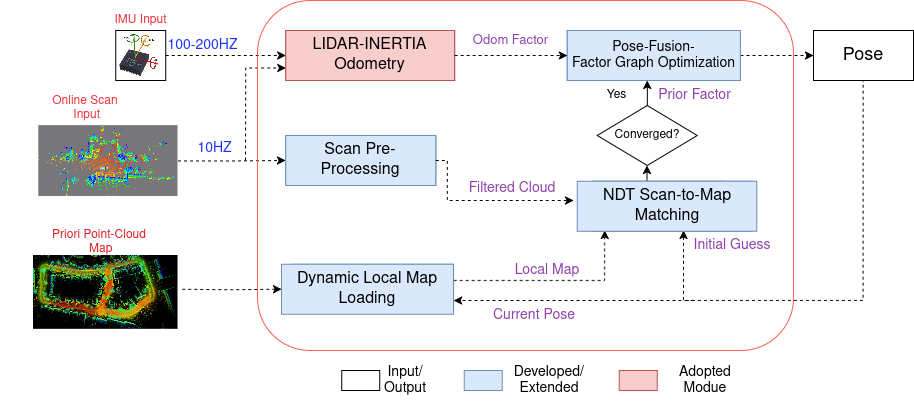 IMU Input
100-200HZ
LIDAR-INERTIA
Odometry
Odom Factor
Pose-Fusion-
Factor Graph Optimization
Pose
Yes
Prior Factor
Online Scan
Input
10HZ
Scan Pre-
Processing
Converged?
Filtered Cloud
NDT Scan-to-Map
Matching
Priori Point-Cloud
Map
Initial Guess
Dynamic Local Map
Loading
Local Map
Current Pose
Input/
Output
Developed/
Extended
Adopted
Modue